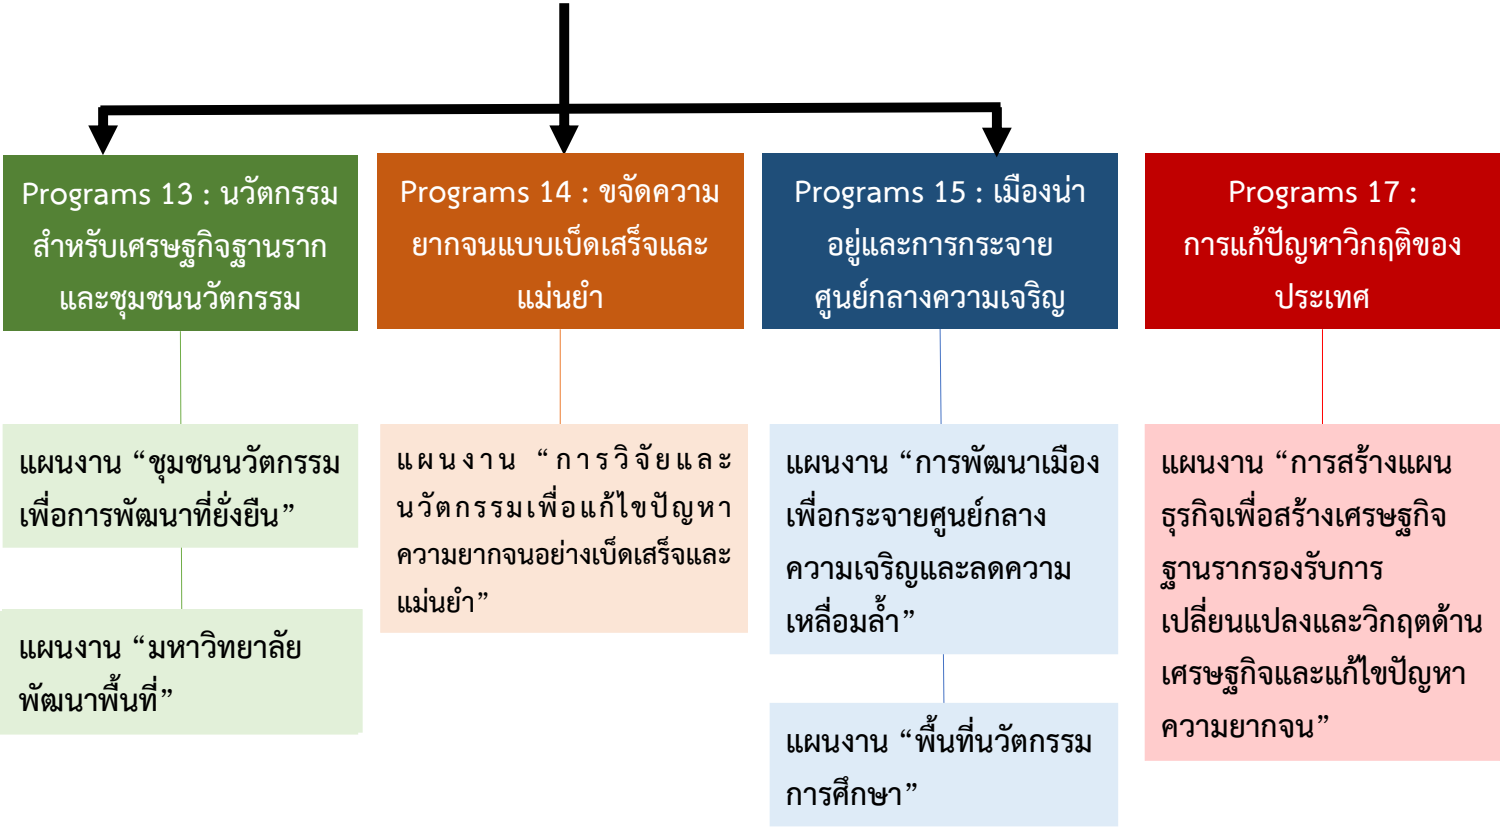 Programs 13 : นวัตกรรม
สำหรับเศรษฐกิจฐานราก
และชุมชนนวัตกรรม
Programs 14 : ขจัดความ
ยากจนแบบเบ็ดเสร็จและ
แม่นยำ
Programs 15 : เมืองน่า
อยู่และการกระจาย
ศูนย์กลางความเจริญ
Programs 17 :
การแก้ปัญหาวิกฤติของ
ประเทศ
แผนงาน “ชุมชนนวัตกรรม
เพื่อการพัฒนาที่ยั่งยืน”
แผนงาน “มหาวิทยาลัย
พัฒนาพื้นที่”
แผนงาน “การวิจัยและ
นวัตกรรมเพื่อแก้ไขปัญหา
ความยากจนอย่างเบ็ดเสร็จและ
แม่นยำ”
แผนงาน “การพัฒนาเมือง
เพื่อกระจายศูนย์กลาง
ความเจริญและลดความ
เหลื่อมล้ำ”
แผนงาน “พื้นที่นวัตกรรม
การศึกษา”
แผนงาน “การสร้างแผน
ธุรกิจเพื่อสร้างเศรษฐกิจ
ฐานรากรองรับการ
เปลี่ยนแปลงและวิกฤตด้าน
เศรษฐกิจและแก้ไขปัญหา
ความยากจน”